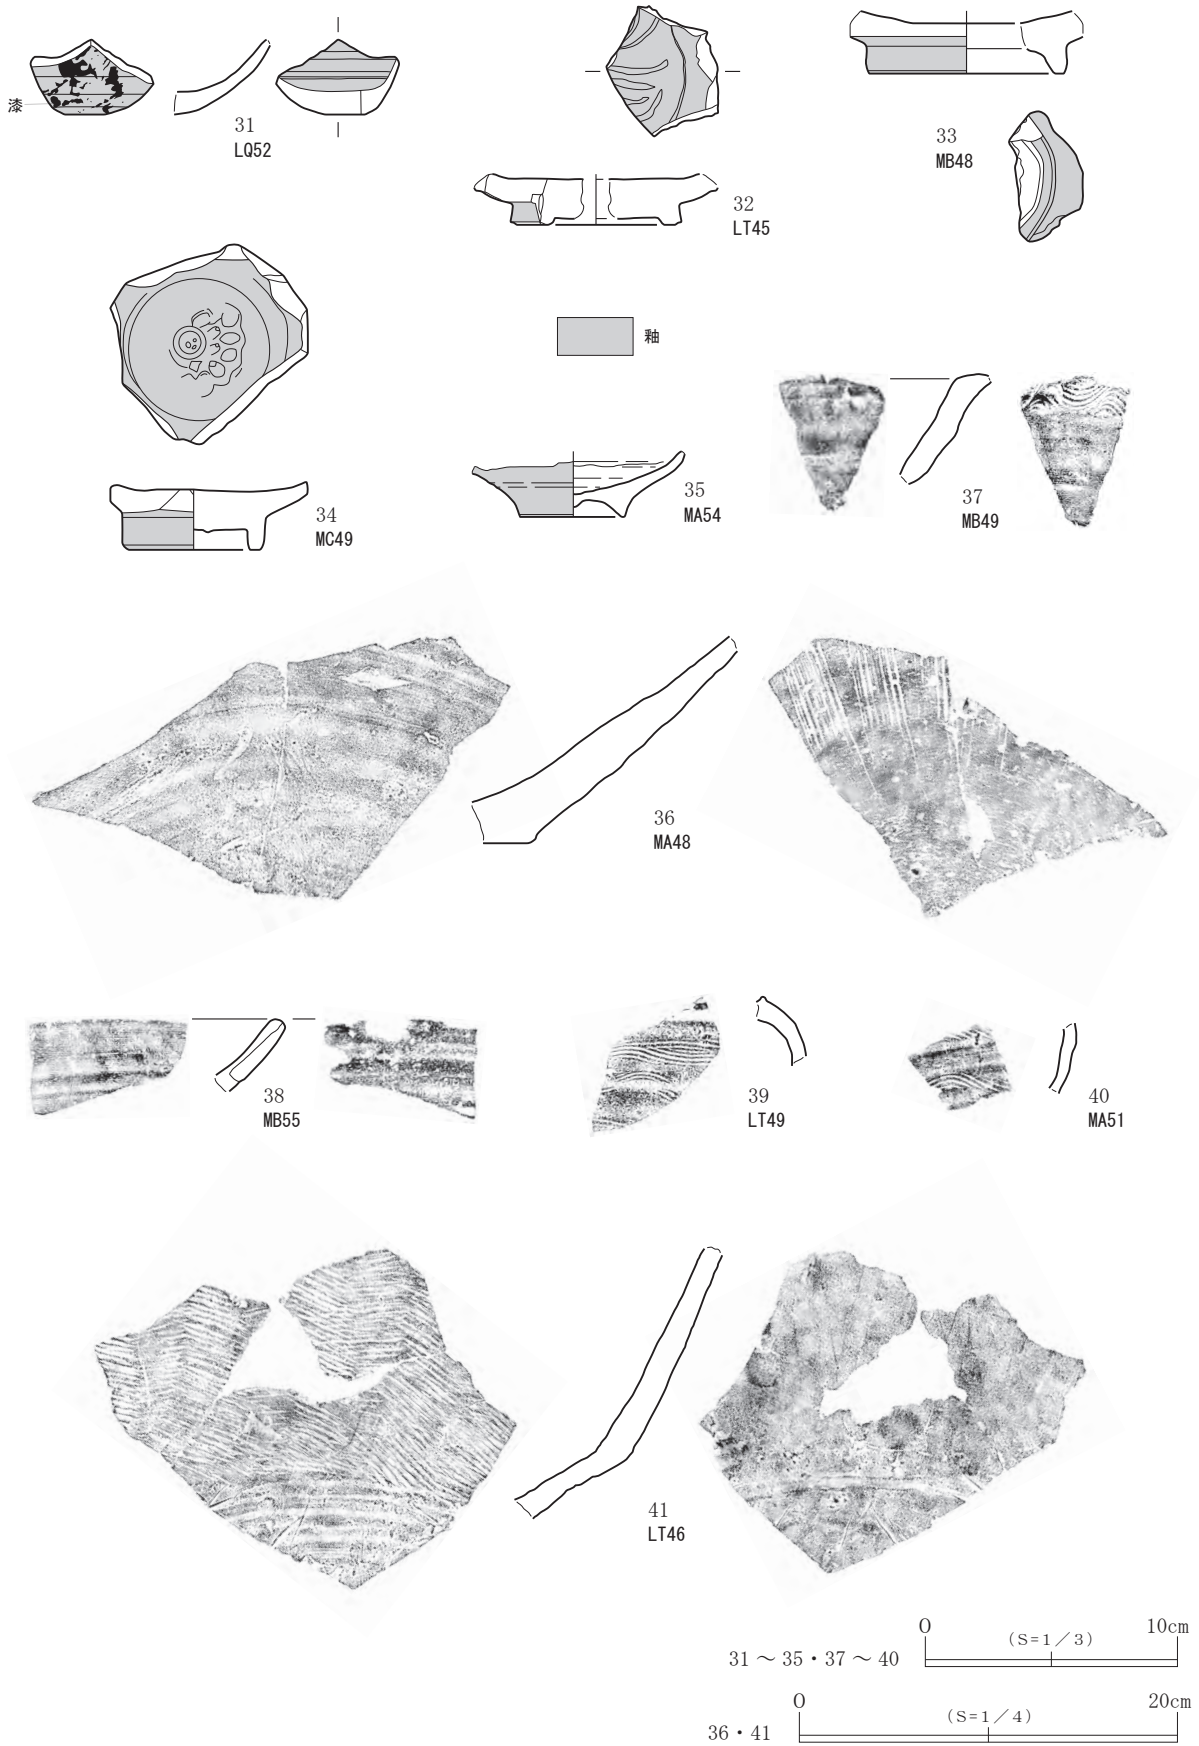 漆
31
LQ52
32
LT45
33
MB48
釉
34
MC49
35
MA54
37
MB49
36
MA48
38
MB55
39
LT49
40
MA51
41
LT46
0 10cm
(S=1／3)
31～35・37～40
0 20cm
(S=1／4)
36・41